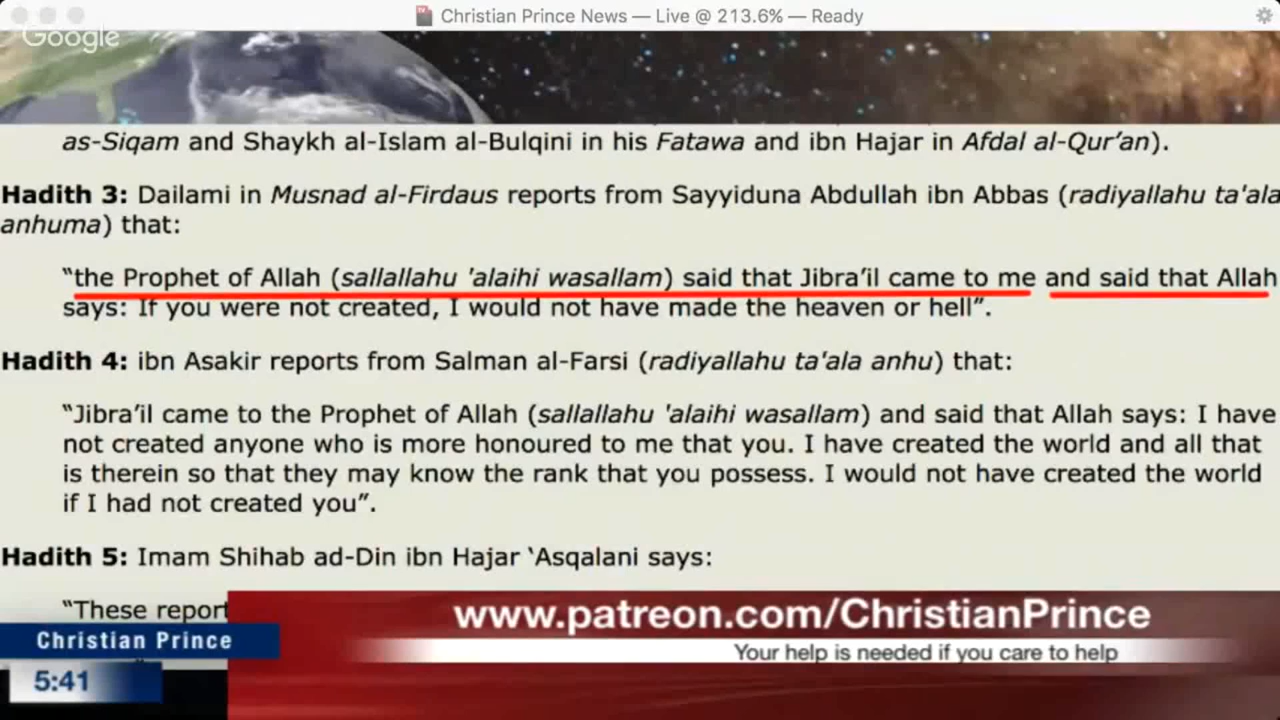 Christian Prince News — Live @ 213.6% — Ready
Google
as-Siqam and Shaykh al-Islam al-Bulqini in his Fatawa and ibn Hajar in Afdal al-Qur’an).
Hadith 3: Dailami in Musnad al-Firdaus reports from Sayyiduna Abdullah ibn Abbas (radiyallahu ta'ala
anhuma) that:
“the Prophet of Allah (sallallahu 'alaihi wasallam) said that Jibra’il came to me and said that Allah
says: If you were not created, I would not have made the heaven or hell”.
Hadith 4: ibn Asakir reports from Salman al-Farsi (radiyallahu ta'ala anhu) that:
“Jibra’il came to the Prophet of Allah (sallallahu 'alaihi wasallam) and said that Allah says: I have
not created anyone who is more honoured to me that you. I have created the world and all that
is therein so that they may know the rank that you possess. I would not have created the world
if I had not created you”.
Hadith 5: Imam Shihab ad-Din ibn Hajar ‘Asqalani says:
“These report
www.patreon.com/ChristianPrince
Christian Prince
Your help is needed if you care to help
5:41